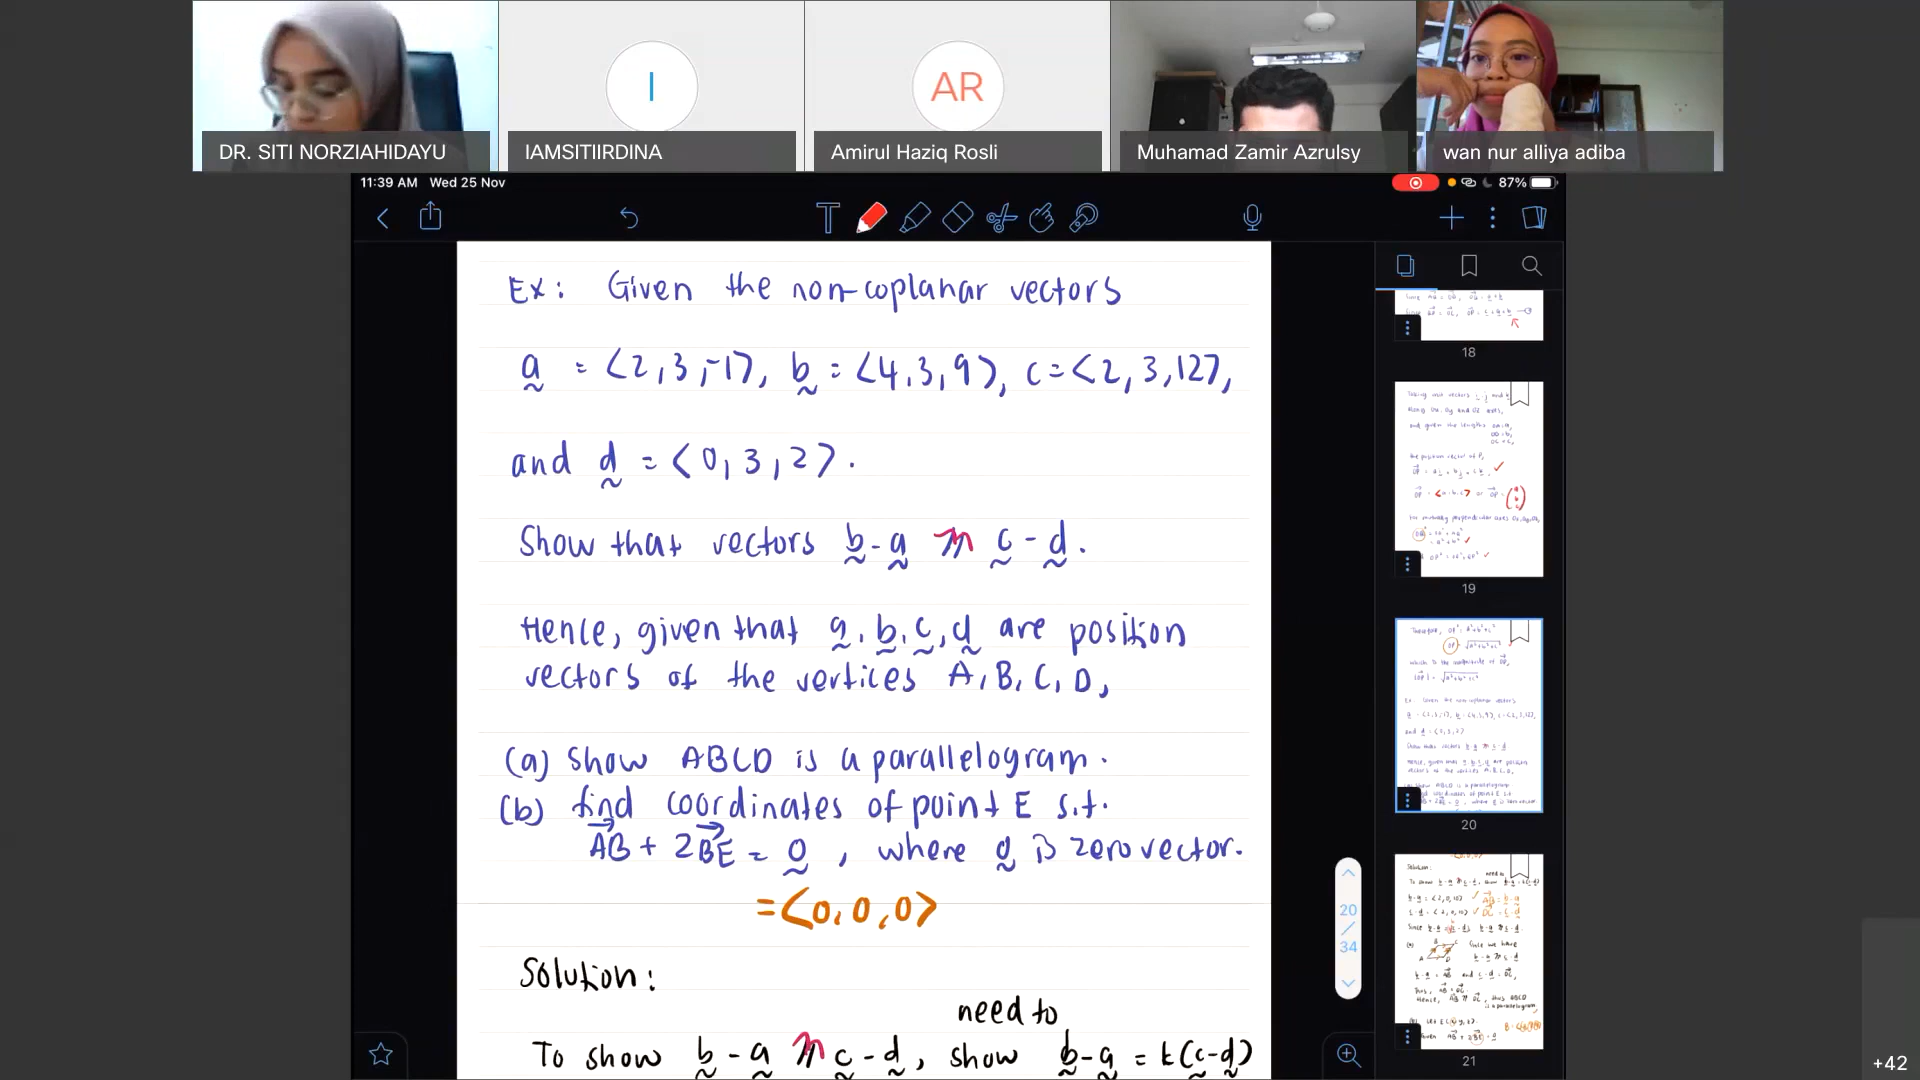 DR. SITI NORZIAHIDAYU
I
IAMSITIIRDINA
AR
Amirul Haziq Rosli
Muhamad Zamir Azrulsy
wan nur alliya adiba
11:39 AM Wed 25 Nov
87%
Ex: Given the non-coplanar vectors
a = <2, 3, -1>, b = <4, 3, 9>, c = <2, 3, 12>,
and d = <0, 3, 2>.
Show that vectors b - a // c - d.
Hence, given that a, b, c, d are position
vectors of the vertices A, B, C, D,
(a) Show ABCD is a parallelogram.
(b) find coordinates of point E s.t.
AB + 2BE = 0, where 0 is zero vector.
= <0, 0, 0>
Solution:
need to
To show b - a // c - d, show b - a = k(c - d)
18
19
20
21
20
/
34
+42